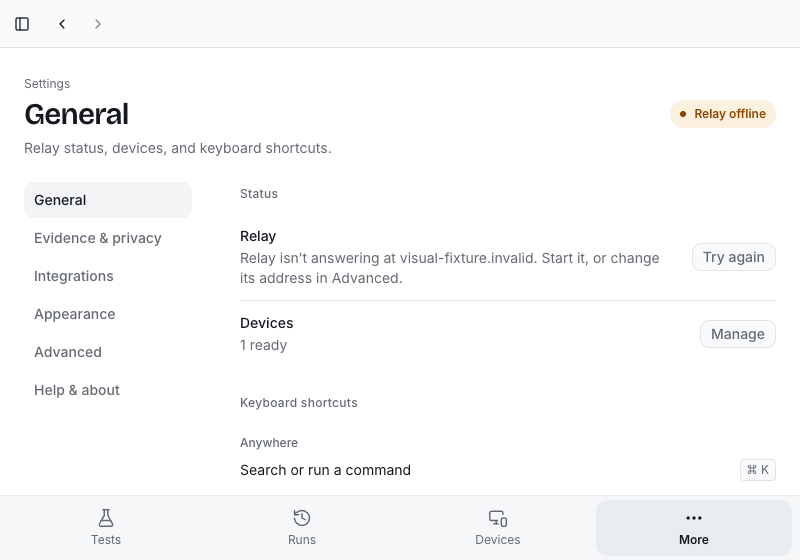 Settings
General
Relay offline
Relay status, devices, and keyboard shortcuts.
General
Evidence & privacy
Integrations
Appearance
Advanced
Help & about
Status
Relay
Relay isn’t answering at visual-fixture.invalid. Start it, or change
its address in Advanced.
Try again
Devices
1 ready
Manage
Keyboard shortcuts
Anywhere
Search or run a command
⌘ K
Tests
Runs
Devices
More